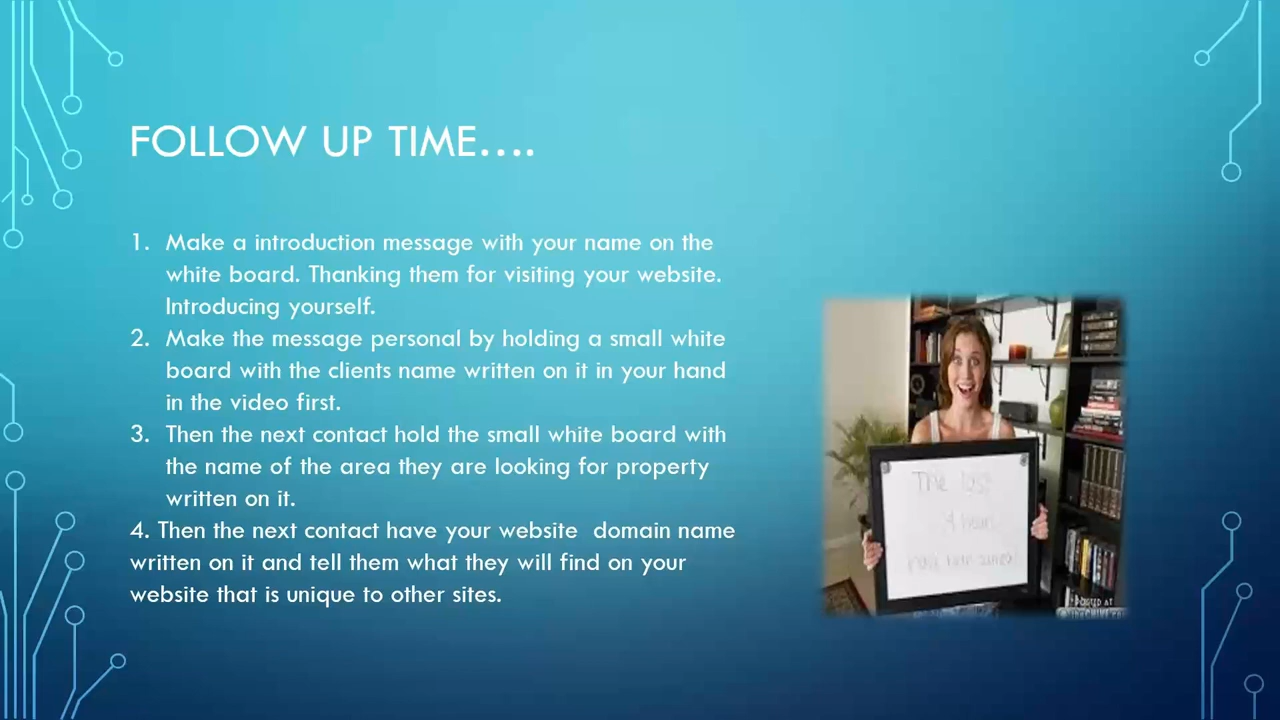 FOLLOW UP TIME....
1. Make a introduction message with your name on the
white board. Thanking them for visiting your website.
Introducing yourself.
2. Make the message personal by holding a small white
board with the clients name written on it in your hand
in the video first.
3. Then the next contact hold the small white board with
the name of the area they are looking for property
written on it.
4. Then the next contact have your website  domain name
written on it and tell them what they will find on your
website that is unique to other sites.
The last
POSTED AT